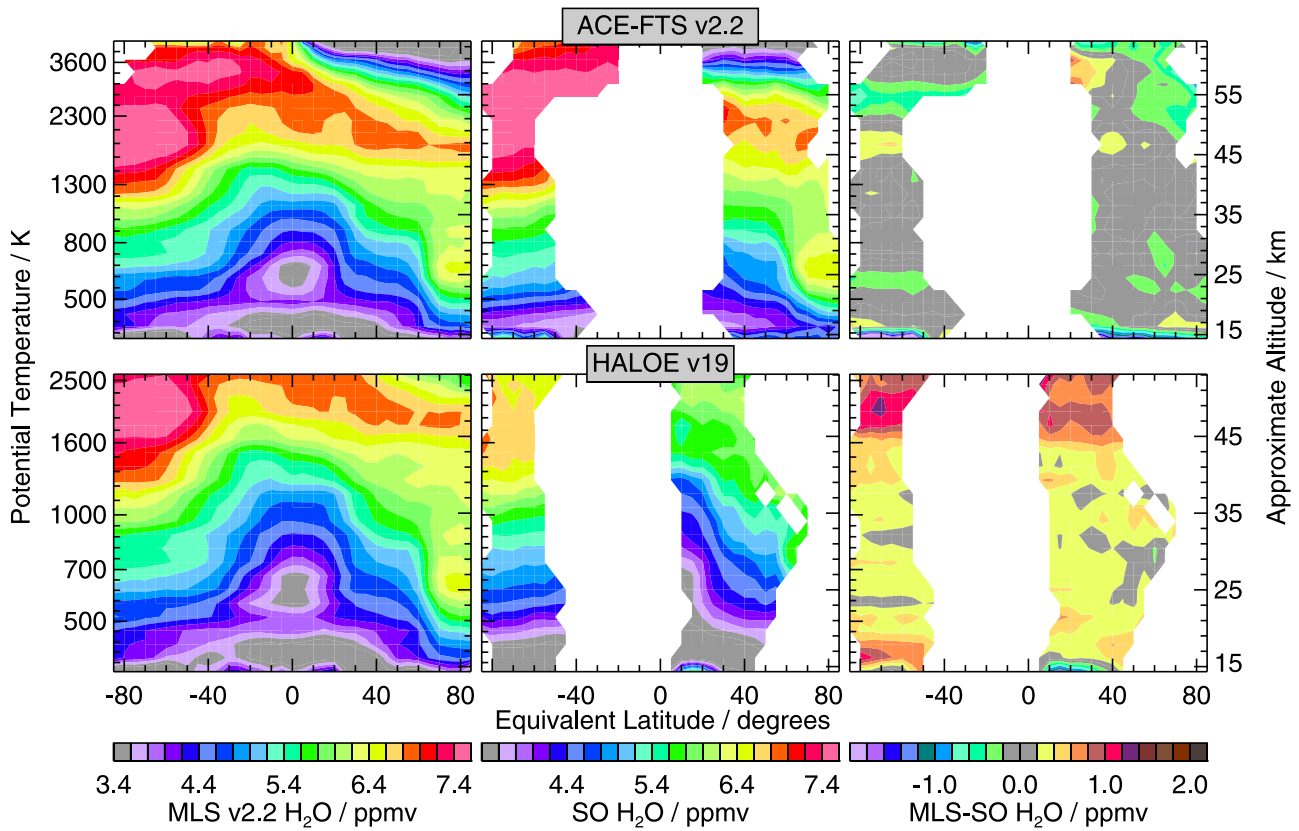 ACE-FTS v2.2
3600
2300
1300
800
500
55
45
35
25
15
HALOE v19
2500
1600
1000
700
500
45
35
25
15
Potential Temperature / K
Approximate Altitude / km
-80 -40 0 40 80
-40 0 40 80
-40 0 40 80
Equivalent Latitude / degrees
3.4 4.4 5.4 6.4 7.4
4.4 5.4 6.4 7.4
-1.0 0.0 1.0 2.0
MLS v2.2 H₂O / ppmv
SO H₂O / ppmv
MLS-SO H₂O / ppmv